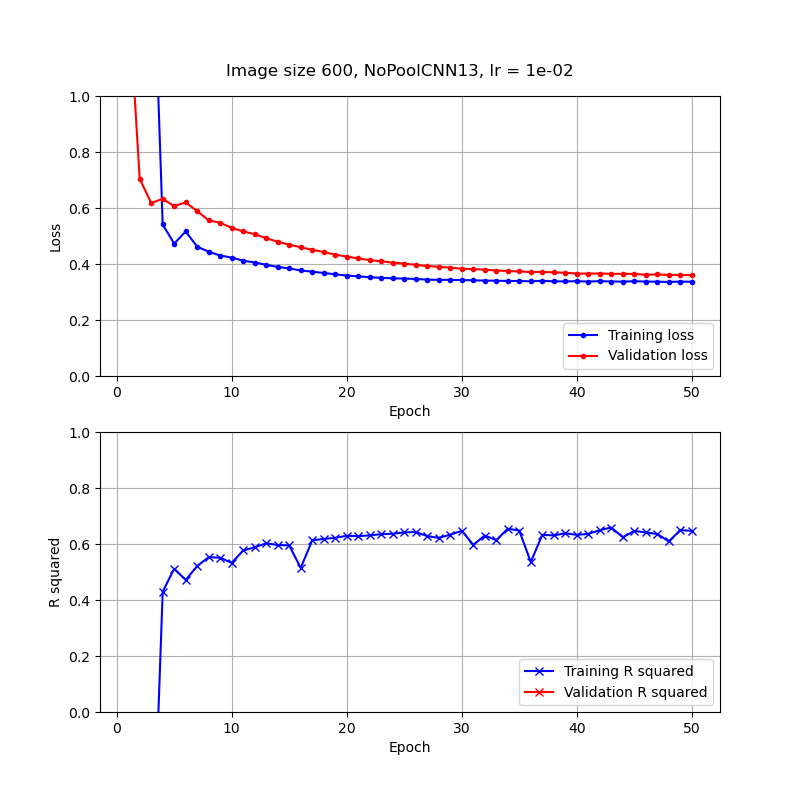 Image size 600, NoPoolCNN13, lr = 1e-02
1.0
0.8
0.6
0.4
0.2
0.0
Loss
Training loss
Validation loss
0 10 20 30 40 50
Epoch
1.0
0.8
0.6
0.4
0.2
0.0
R squared
Training R squared
Validation R squared
0 10 20 30 40 50
Epoch